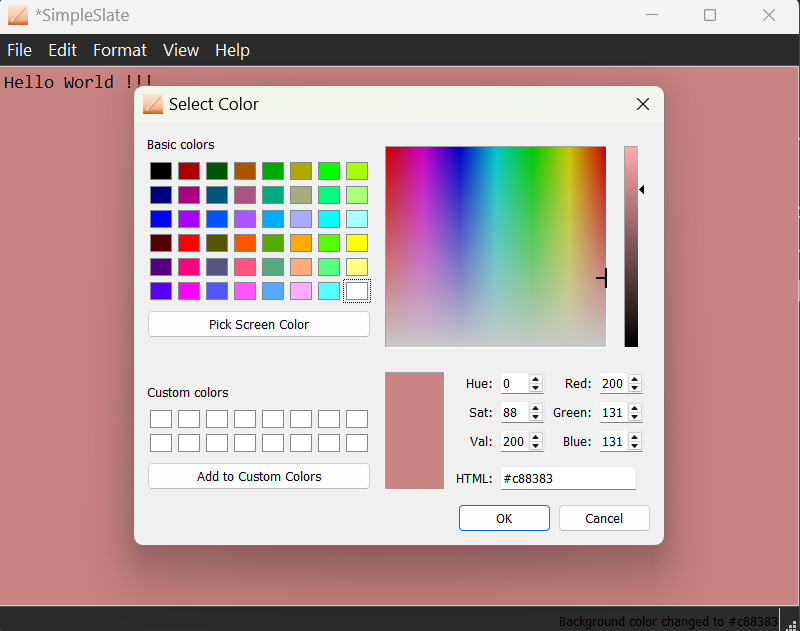 *SimpleSlate
File Edit Format View Help
Hello World !!!
Select Color
Basic colors
Pick Screen Color
Custom colors
Add to Custom Colors
Hue: 0 Red: 200
Sat: 88 Green: 131
Val: 200 Blue: 131
HTML: #c88383
OK Cancel
Background color changed to #c88383